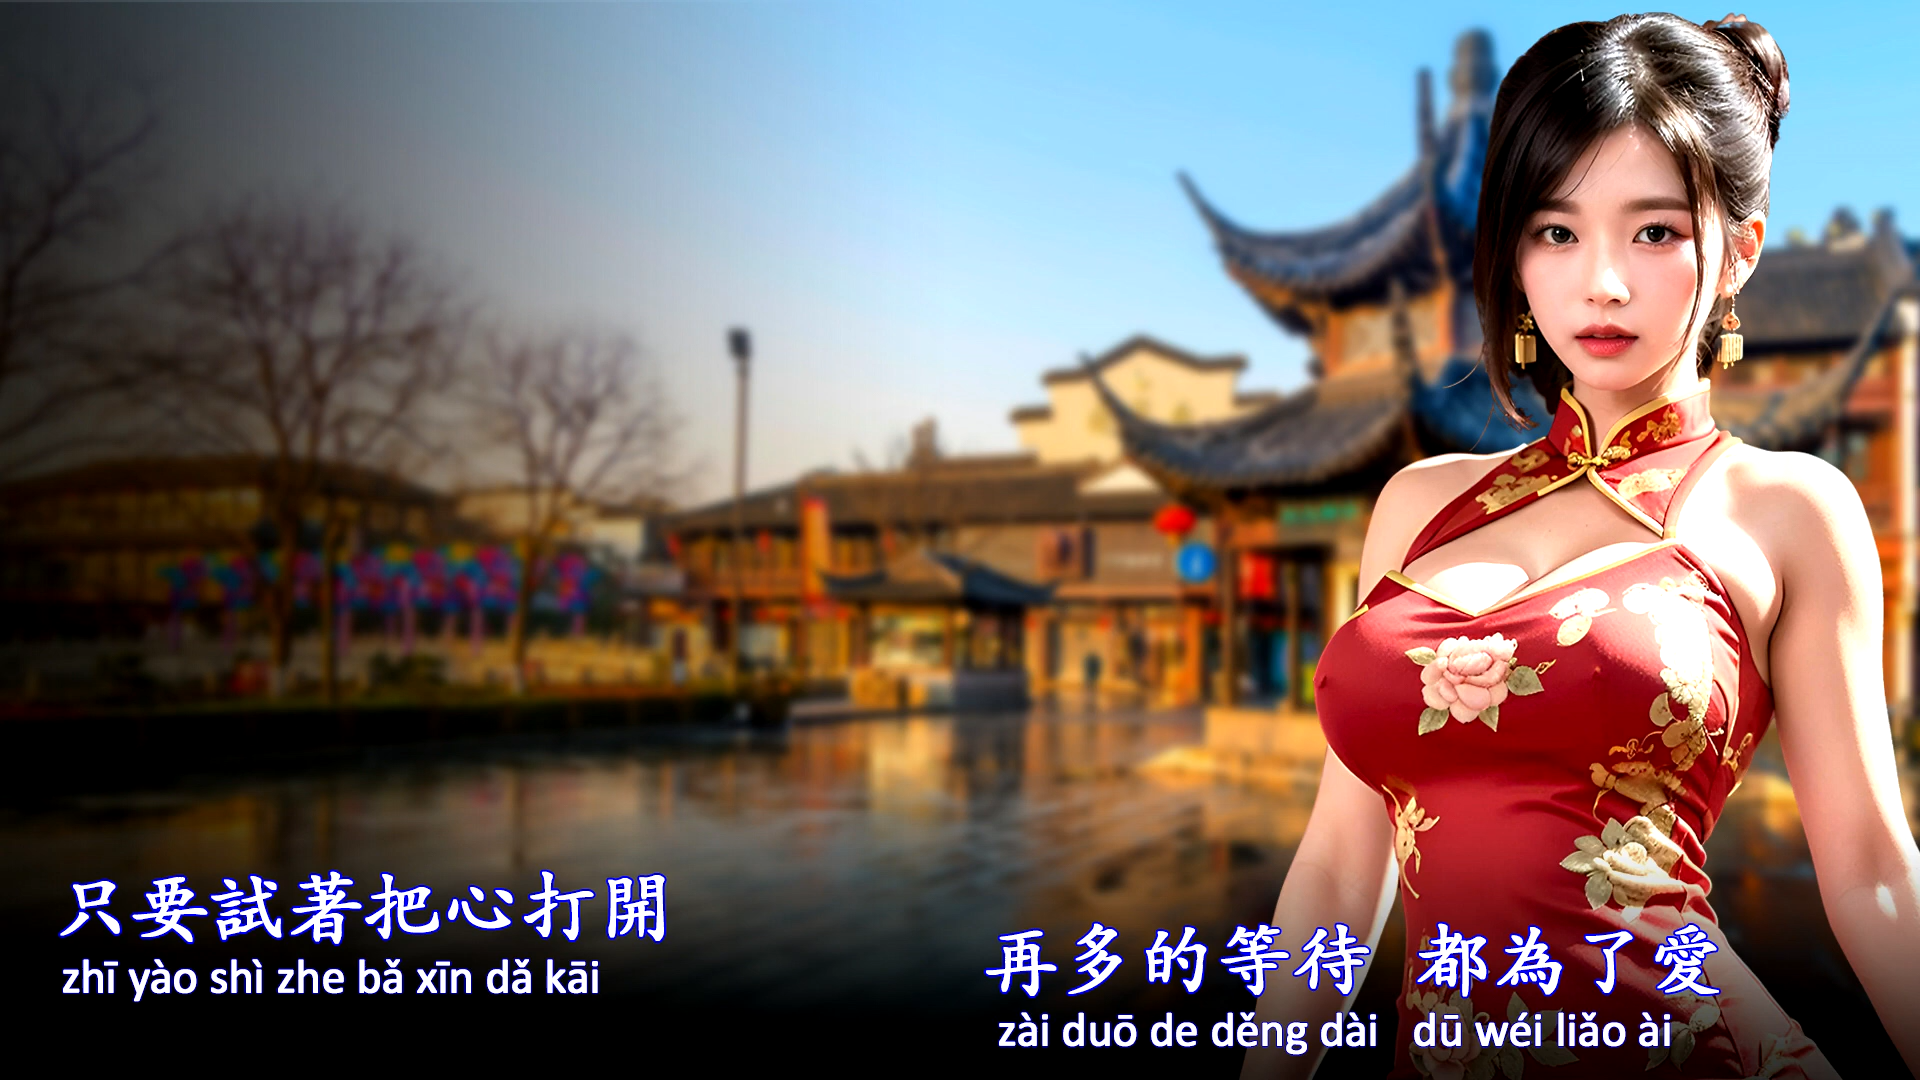 只要試著把心打開
zhī yào shì zhe bǎ xīn dǎ kāi
再多的等待 都為了愛
zài duō de děng dài dū wéi liǎo ài